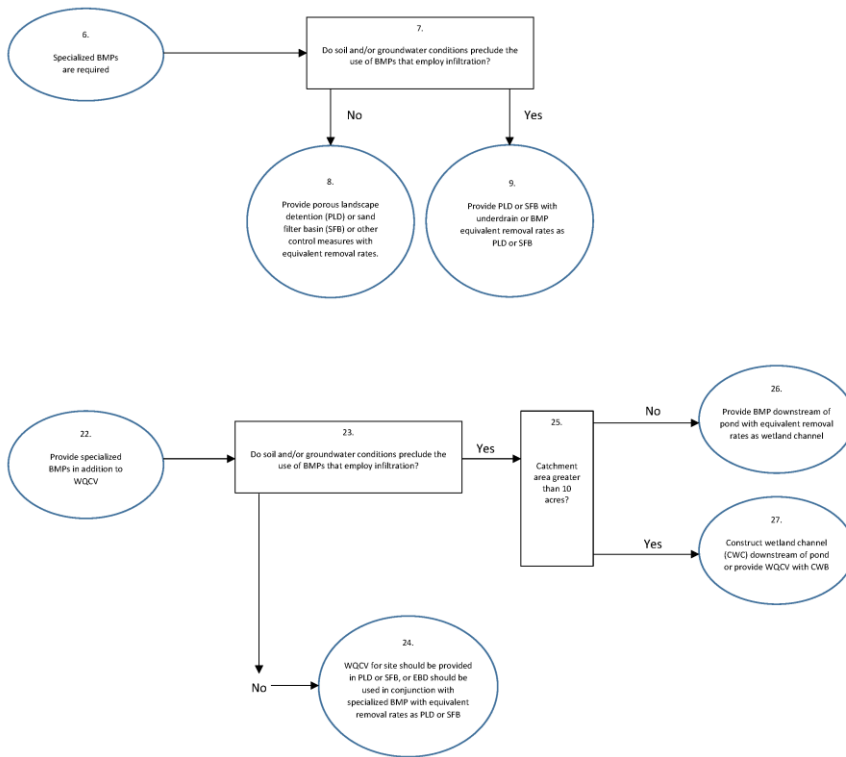 6.
Specialized BMPs
are required
7.
Do soil and/or groundwater conditions preclude the
use of BMPs that employ infiltration?
No
Yes
8.
Provide porous landscape
detention (PLD) or sand
filter basin (SFB) or other
control measures with
equivalent removal rates.
9.
Provide PLD or SFB with
underdrain or BMP
equivalent removal rates as
PLD or SFB
22.
Provide specialized
BMPs in addition to
WQCV
23.
Do soil and/or groundwater conditions preclude the
use of BMPs that employ infiltration?
Yes
25.
Catchment
area greater
than 10
acres?
No
26.
Provide BMP downstream of
pond with equivalent removal
rates as wetland channel
Yes
27.
Construct wetland channel
(CWC) downstream of pond
or provide WQCV with CWB
No
24.
WQCV for site should be provided
in PLD or SFB, or EBD should be
used in conjunction with
specialized BMP with equivalent
removal rates as PLD or SFB